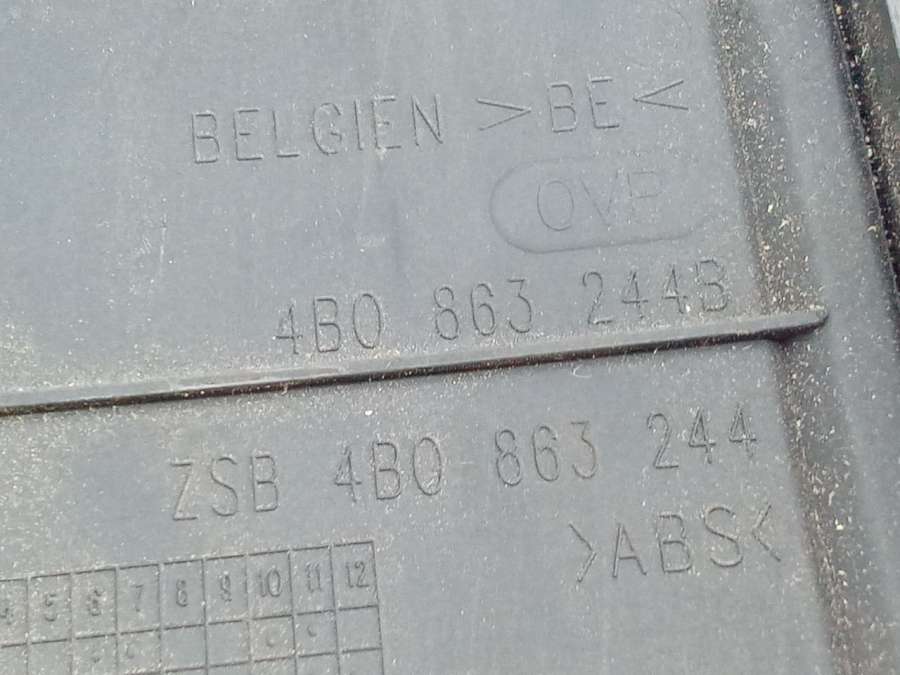 BELGIEN >BE<
OVP
4B0 863 244B
ZSB 4B0 863 244
>ABS<
4 5 6 7 8 9 10 11 12